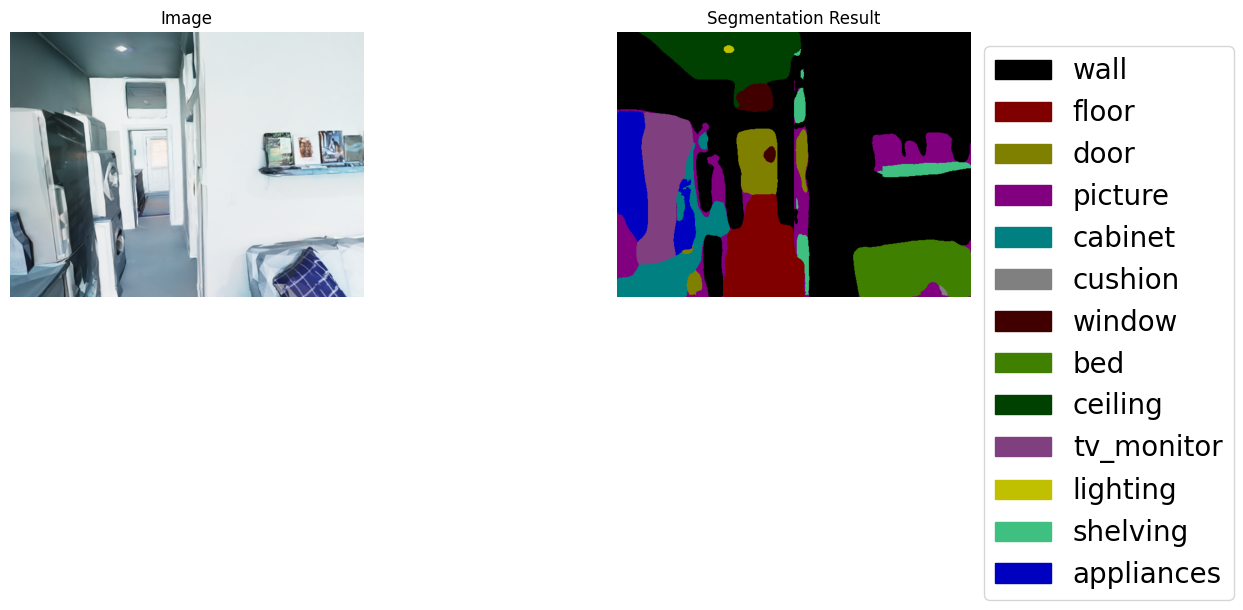 Image
Segmentation Result
wall
floor
door
picture
cabinet
cushion
window
bed
ceiling
tv_monitor
lighting
shelving
appliances